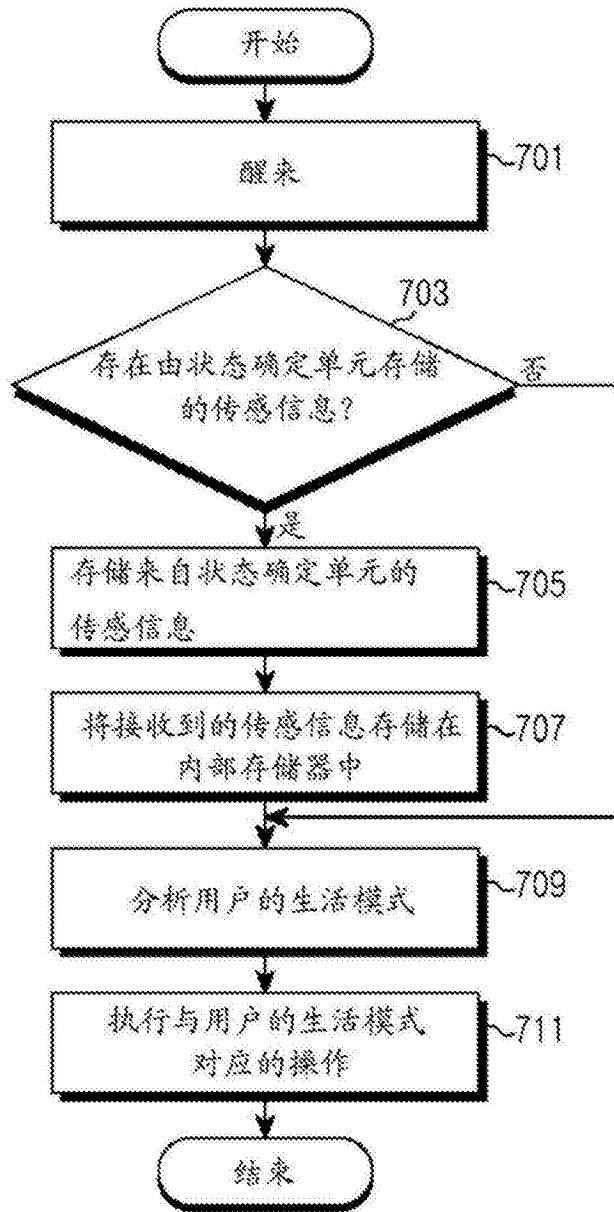 开始
醒来
701
703
存在由状态确定单元存储
的传感信息?
否
是
存储来自状态确定单元的
传感信息
705
将接收到的传感信息存储在
内部存储器中
707
分析用户的生活模式
709
执行与用户的生活模式
对应的操作
711
结束